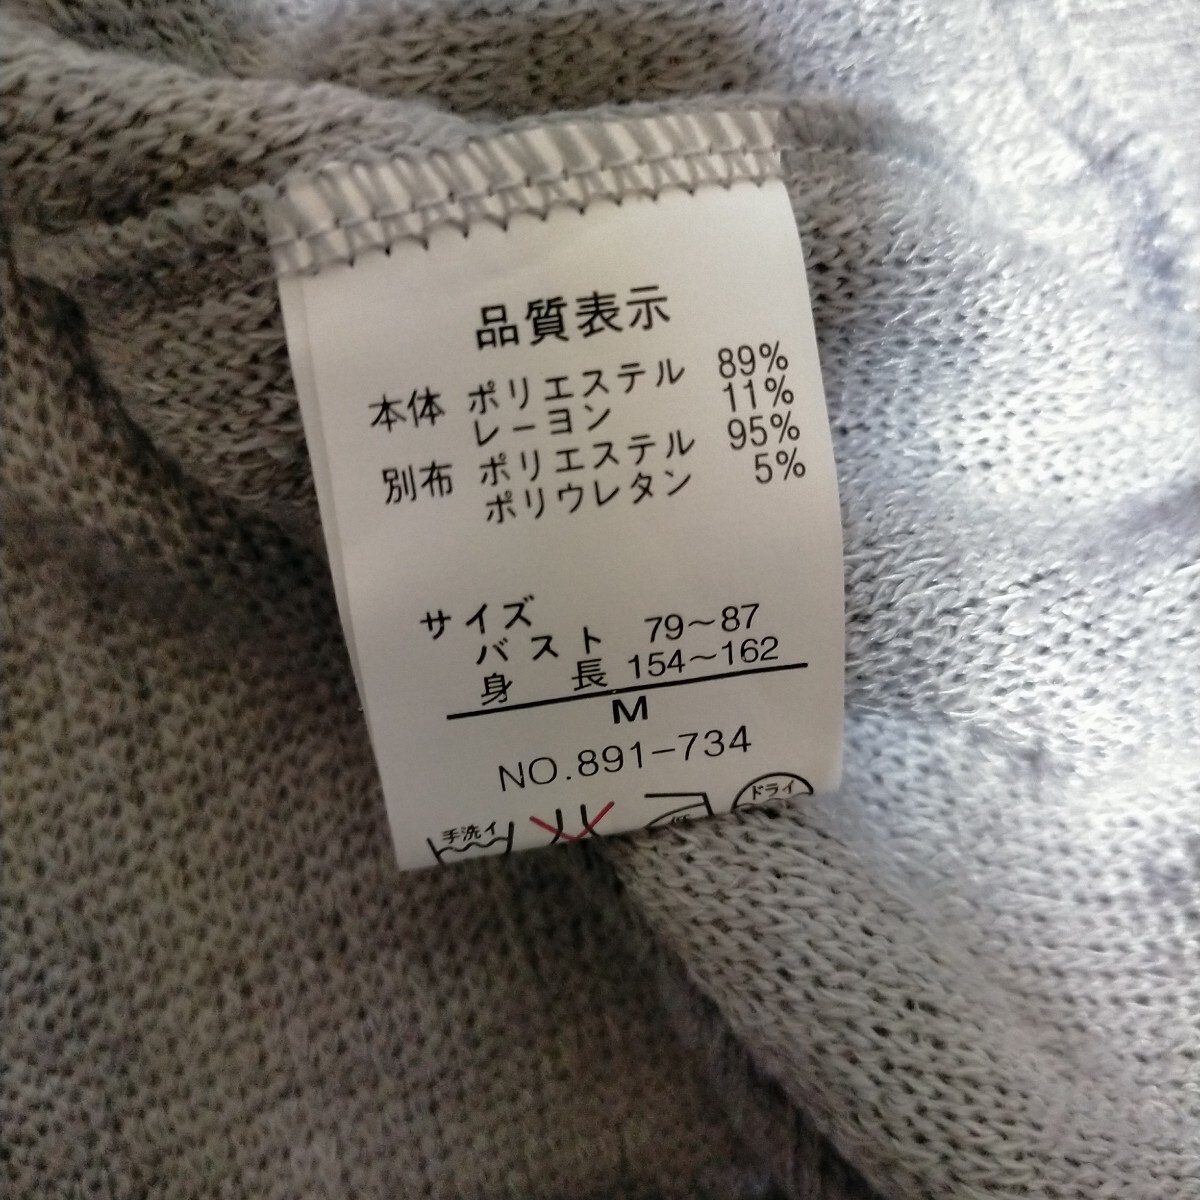 品質表示
本体 ポリエステル 89%
レーヨン 11%
別布 ポリエステル 95%
ポリウレタン 5%
サイズ
バスト 79～87
身長 154～162
M
NO.891-734
手洗イ ドライ